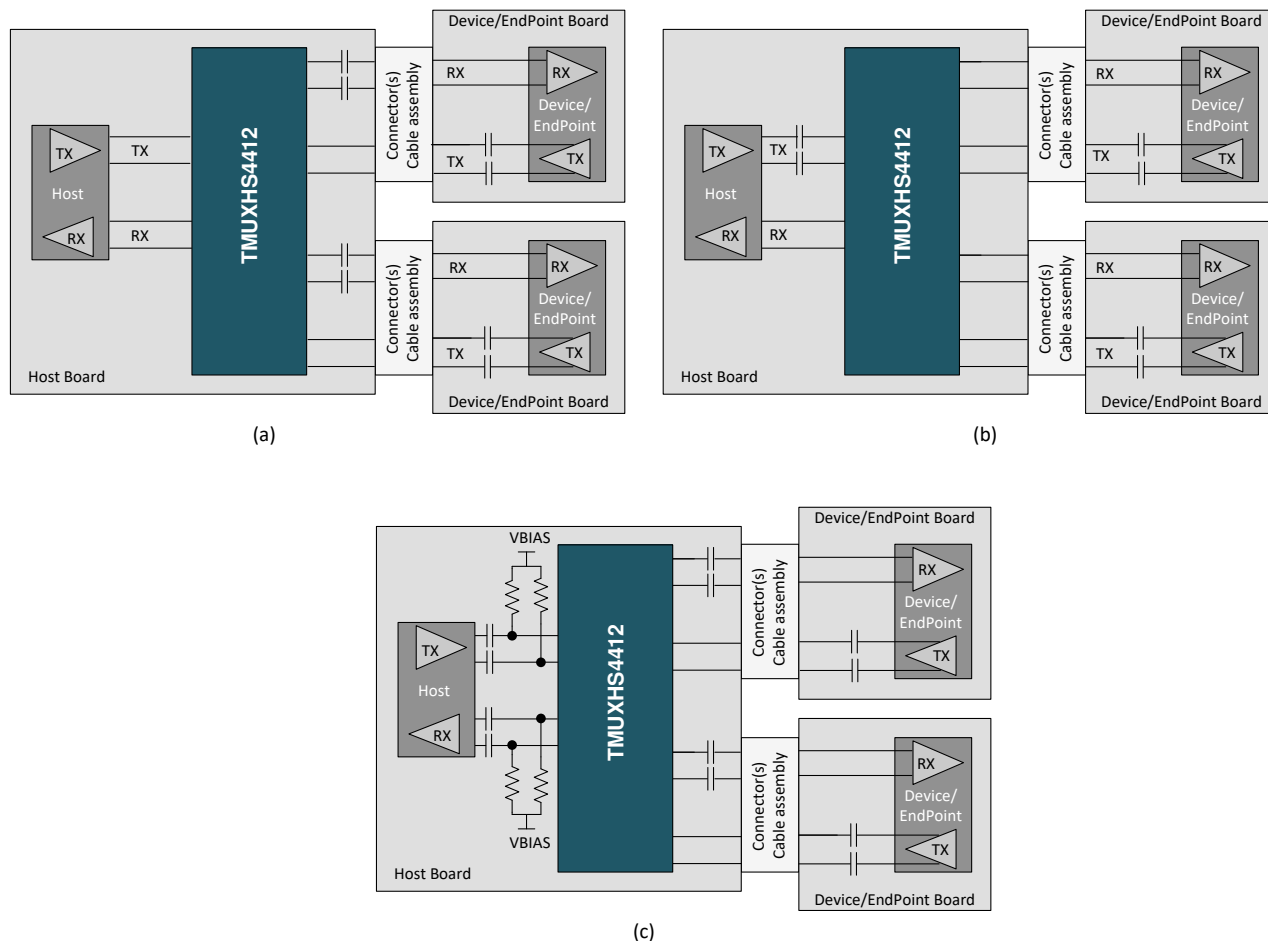 Device/EndPoint Board
Connector(s)
Cable assembly
RX
RX
Device/
EndPoint
TX
TX
TMUXHS4412
TX
TX
Host
RX
RX
Connector(s)
Cable assembly
RX
RX
Device/
EndPoint
TX
TX
Host Board
Device/EndPoint Board
(a)
Device/EndPoint Board
Connector(s)
Cable assembly
RX
RX
Device/
EndPoint
TX
TX
TMUXHS4412
TX
TX
Host
RX
RX
Connector(s)
Cable assembly
RX
RX
Device/
EndPoint
TX
TX
Host Board
Device/EndPoint Board
(b)
Device/EndPoint Board
VBIAS
Connector(s)
Cable assembly
RX
Device/
EndPoint
TX
TMUXHS4412
TX
Host
RX
VBIAS
Connector(s)
Cable assembly
RX
Device/
EndPoint
TX
Host Board
Device/EndPoint Board
(c)